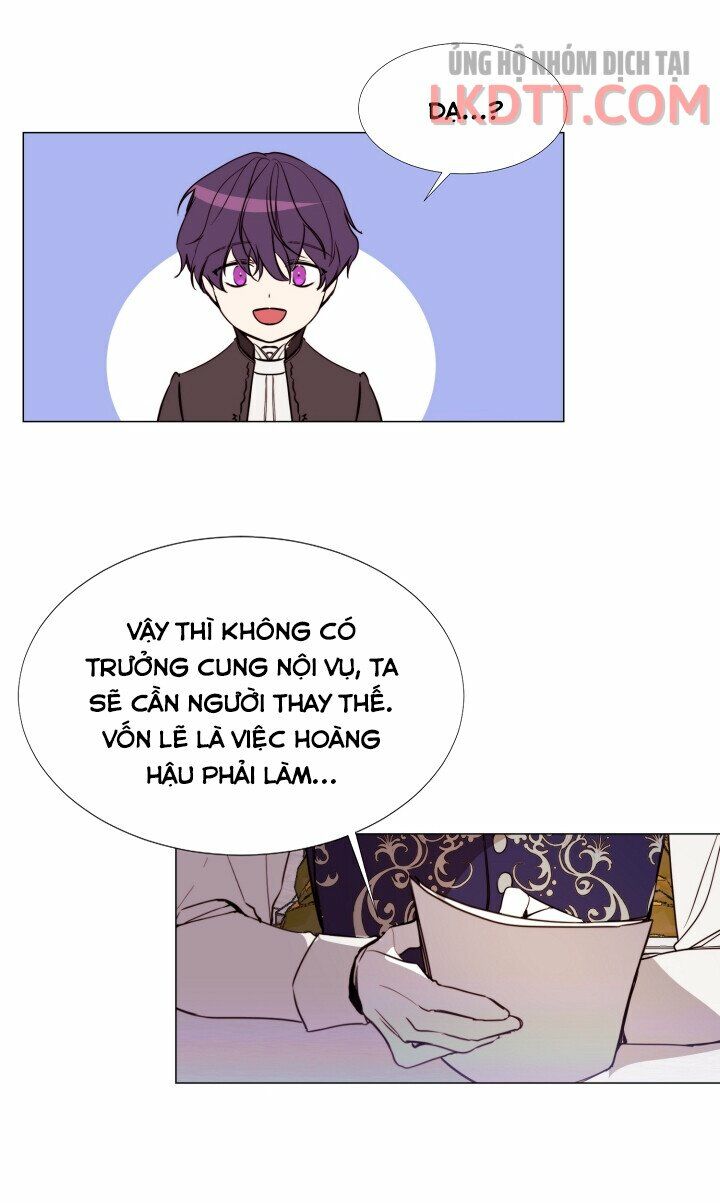 ỦNG HỘ NHÓM DỊCH TẠI
LKDTT.COM
DẠ...?
VẬY THÌ KHÔNG CÓ
TRƯỞNG CUNG NỘI VỤ, TA
SẼ CẦN NGƯỜI THAY THẾ.
VỐN LẼ LÀ VIỆC HOÀNG
HẬU PHẢI LÀM...